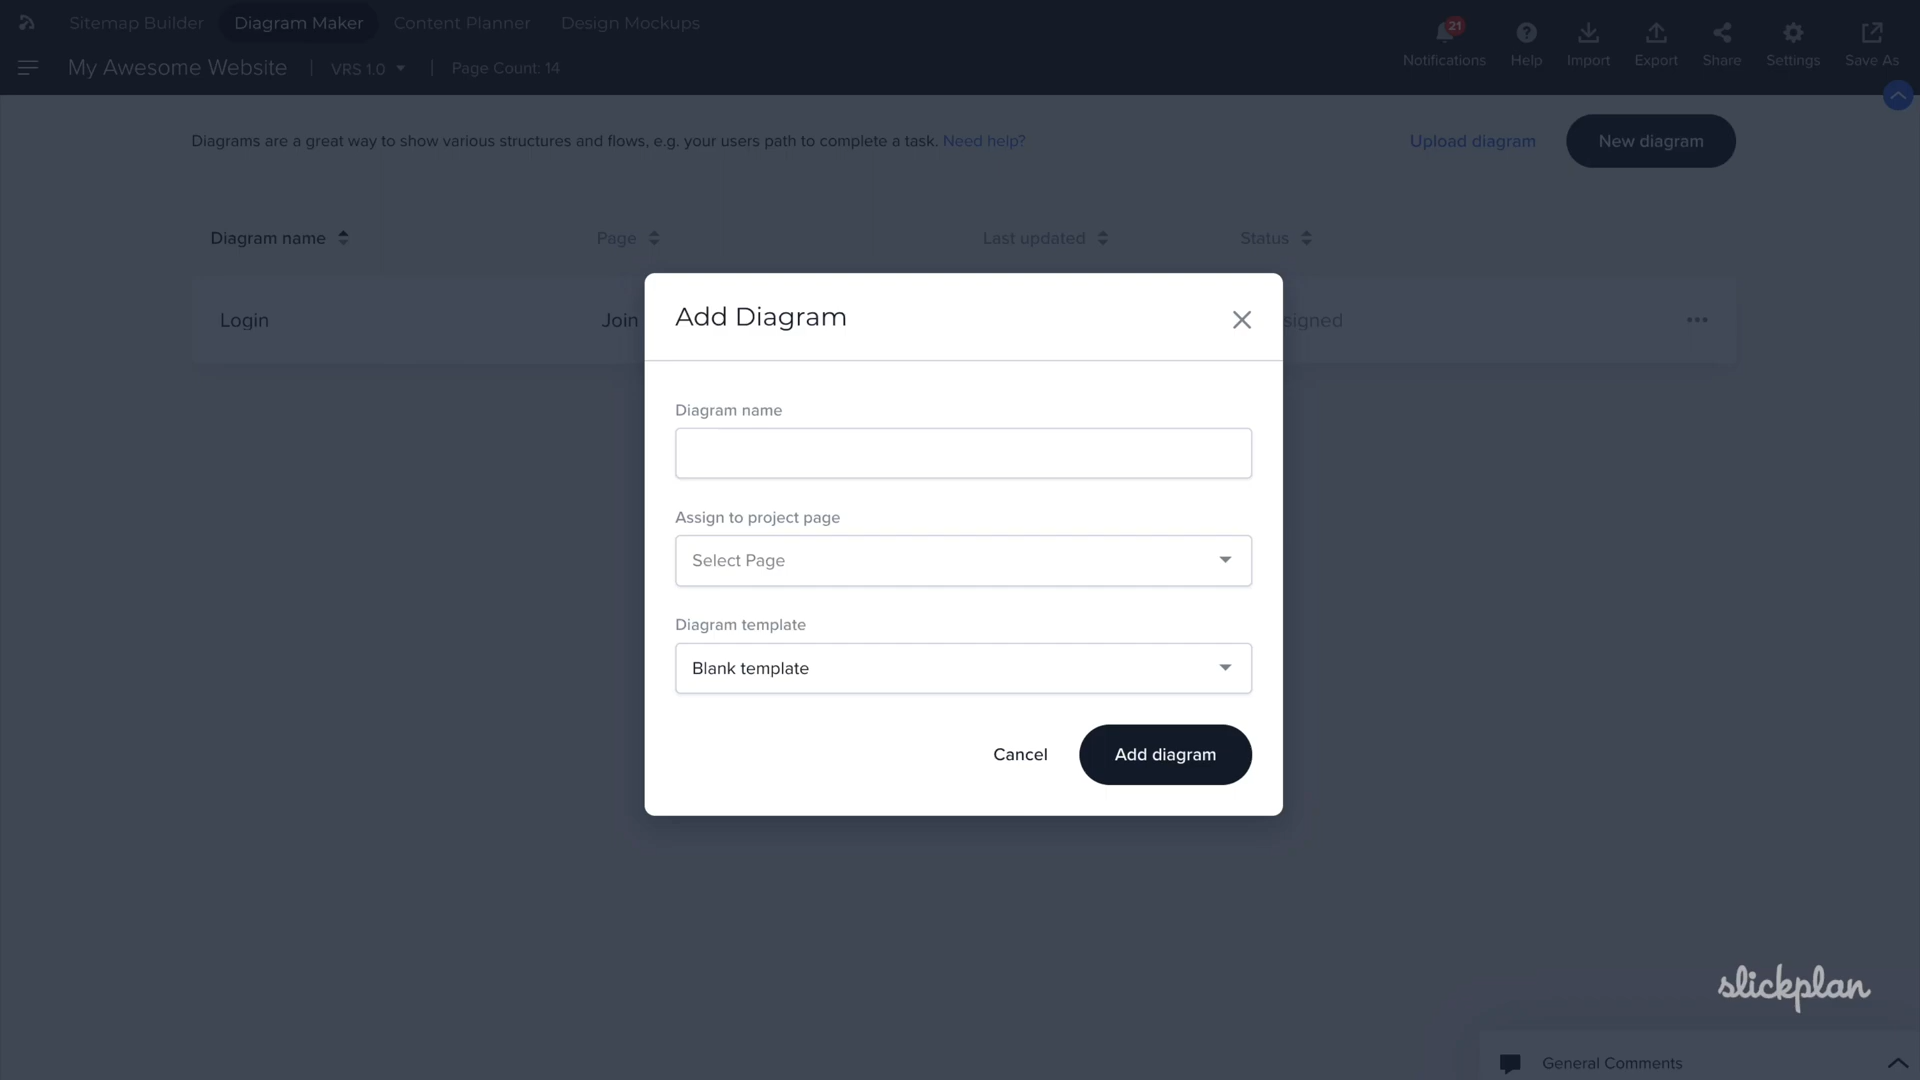 Sitemap Builder
Diagram Maker
Content Planner
Design Mockups
21
Notifications
Help
Import
Export
Share
Settings
Save As
My Awesome Website
VRS 1.0
Page Count: 14
Diagrams are a great way to show various structures and flows, e.g. your users path to complete a task. Need help?
Upload diagram
New diagram
Diagram name
Page
Last updated
Status
Login
Join
signed
Add Diagram
Diagram name
Assign to project page
Select Page
Diagram template
Blank template
Cancel
Add diagram
slickplan
General Comments